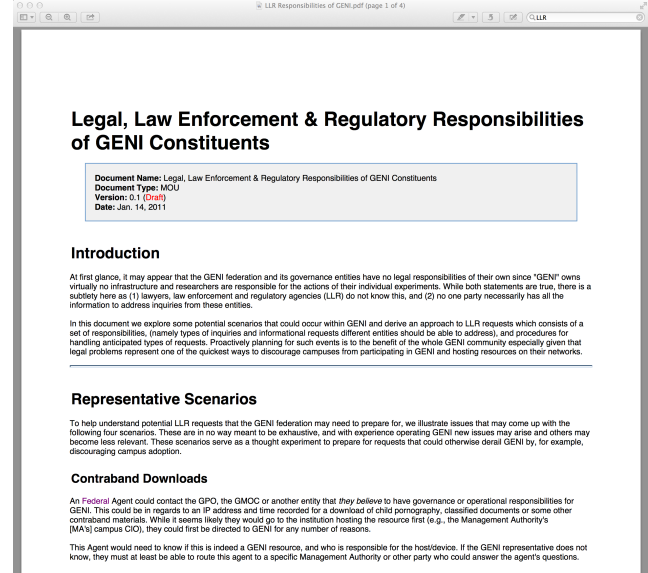 LLR Responsibilities of GENI.pdf (page 1 of 4)
LLR
Legal, Law Enforcement & Regulatory Responsibilities
of GENI Constituents
Document Name: Legal, Law Enforcement & Regulatory Responsibilities of GENI Constituents
Document Type: MOU
Version: 0.1 (Draft)
Date: Jan. 14, 2011
Introduction
At first glance, it may appear that the GENI federation and its governance entities have no legal responsibilities of their own since "GENI" owns
virtually no infrastructure and researchers are responsible for the actions of their individual experiments. While both statements are true, there is a
subtlety here as (1) lawyers, law enforcement and regulatory agencies (LLR) do not know this, and (2) no one party necessarily has all the
information to address inquiries from these entities.
In this document we explore some potential scenarios that could occur within GENI and derive an approach to LLR requests which consists of a
set of responsibilities, (namely types of inquiries and informational requests different entities should be able to address), and procedures for
handling anticipated types of requests. Proactively planning for such events is to the benefit of the whole GENI community especially given that
legal problems represent one of the quickest ways to discourage campuses from participating in GENI and hosting resources on their networks.
Representative Scenarios
To help understand potential LLR requests that the GENI federation may need to prepare for, we illustrate issues that may come up with the
following four scenarios. These are in no way meant to be exhaustive, and with experience operating GENI new issues may arise and others may
become less relevant. These scenarios serve as a thought experiment to prepare for requests that could otherwise derail GENI by, for example,
discouraging campus adoption.
Contraband Downloads
An Federal Agent could contact the GPO, the GMOC or another entity that they believe to have governance or operational responsibilities for
GENI. This could be in regards to an IP address and time recorded for a download of child pornography, classified documents or some other
contraband materials. While it seems likely they would go to the institution hosting the resource first (e.g., the Management Authority's
[MA's] campus CIO), they could first be directed to GENI for any number of reasons.
This Agent would need to know if this is indeed a GENI resource, and who is responsible for the host/device. If the GENI representative does not
know, they must at least be able to route this agent to a specific Management Authority or other party who could answer the agent's questions.